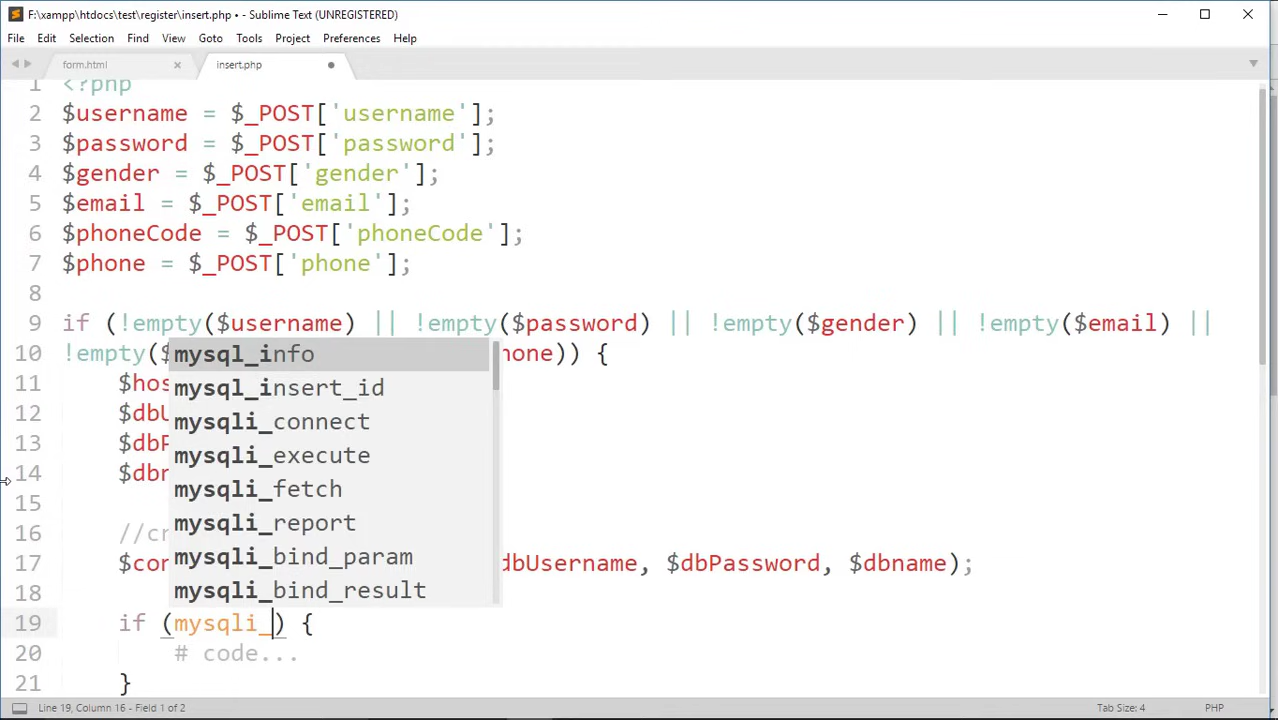 F:\xampp\htdocs\test\register\insert.php • - Sublime Text (UNREGISTERED)
File Edit Selection Find View Goto Tools Project Preferences Help
form.html insert.php
1 <?php
2 $username = $_POST['username'];
3 $password = $_POST['password'];
4 $gender = $_POST['gender'];
5 $email = $_POST['email'];
6 $phoneCode = $_POST['phoneCode'];
7 $phone = $_POST['phone'];
8
9 if (!empty($username) || !empty($password) || !empty($gender) || !empty($email) ||
10 !empty($ hone)) {
mysql_info
11 $hos
mysql_insert_id
12 $dbU
mysqli_connect
13 $dbP
mysqli_execute
14 $dbn
mysqli_fetch
15
mysqli_report
16 //cr
mysqli_bind_param
17 $con dbUsername, $dbPassword, $dbname);
mysqli_bind_result
18
19 if (mysqli_) {
20 # code...
21 }
Line 19, Column 16 - Field 1 of 2 Tab Size: 4 PHP